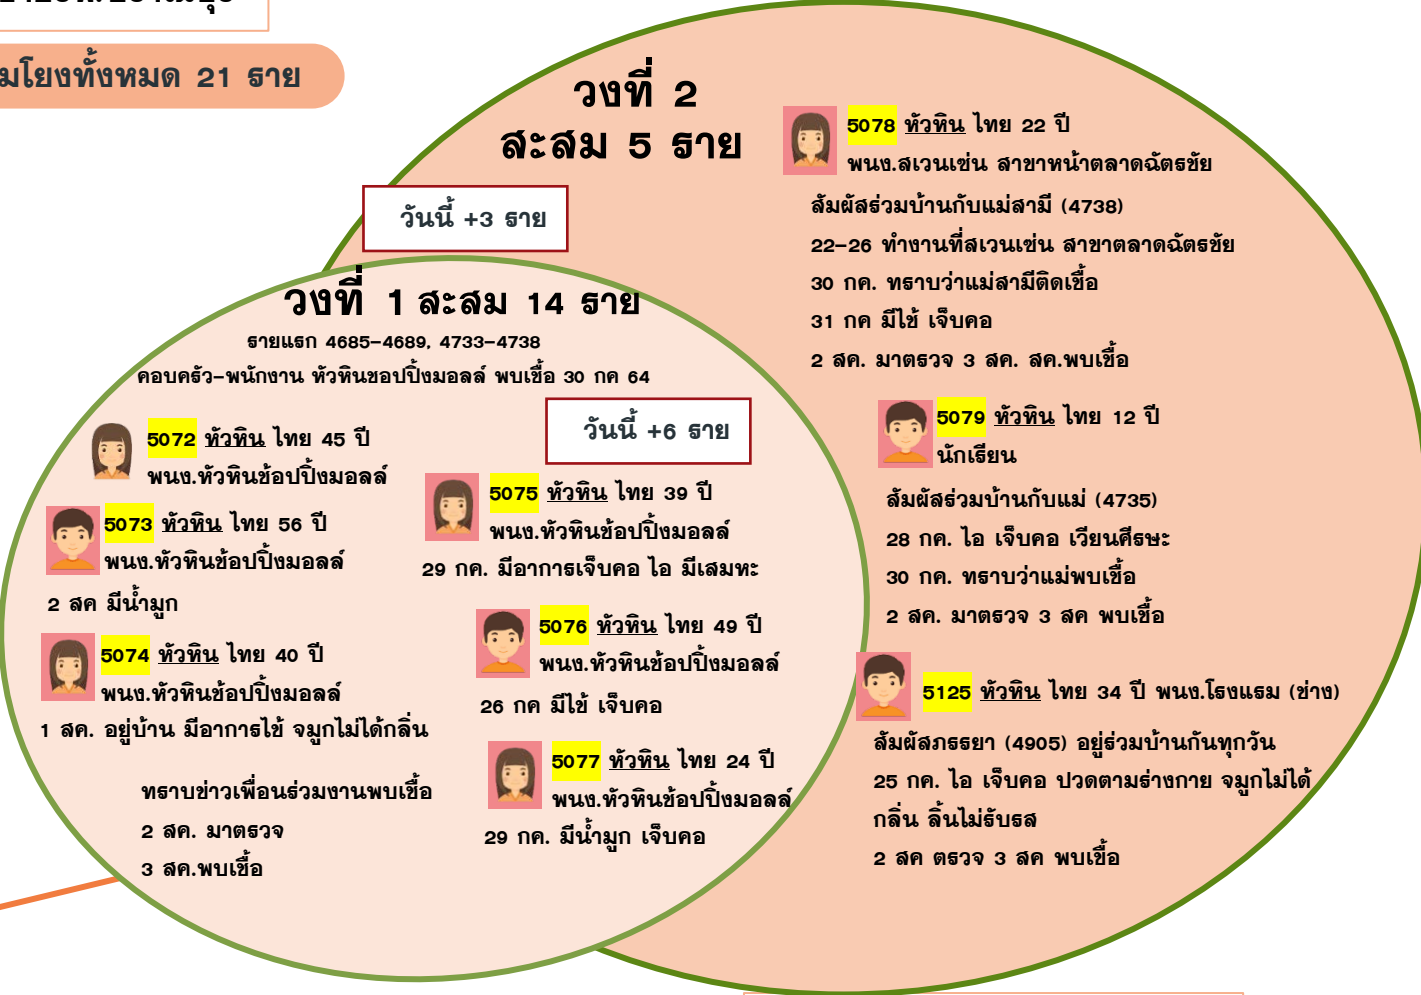 มโยงทั้งหมด 21 ราย
วงที่ 2
สะสม 5 ราย
วันนี้ +3 ราย
5078 หัวหิน ไทย 22 ปี
พนง.สเวนเซ่น สาขาหน้าตลาดฉัตรชัย
สัมผัสร่วมบ้านกับแม่สามี (4738)
22-26 ทำงานที่สเวนเซ่น สาขาตลาดฉัตรชัย
30 กค. ทราบว่าแม่สามีติดเชื้อ
31 กค มีไข้ เจ็บคอ
2 สค. มาตรวจ 3 สค. สค.พบเชื้อ
5079 หัวหิน ไทย 12 ปี
นักเรียน
สัมผัสร่วมบ้านกับแม่ (4735)
28 กค. ไอ เจ็บคอ เวียนศีรษะ
30 กค. ทราบว่าแม่พบเชื้อ
2 สค. มาตรวจ 3 สค พบเชื้อ
5125 หัวหิน ไทย 34 ปี พนง.โรงแรม (ช่าง)
สัมผัสภรรยา (4905) อยู่ร่วมบ้านกันทุกวัน
25 กค. ไอ เจ็บคอ ปวดตามร่างกาย จมูกไม่ได้
กลิ่น ลิ้นไม่รับรส
2 สค ตรวจ 3 สค พบเชื้อ
วงที่ 1 สะสม 14 ราย
รายแรก 4685-4689, 4733-4738
คอบครัว-พนักงาน หัวหินชอปปิ้งมอลล์ พบเชื้อ 30 กค 64
วันนี้ +6 ราย
5072 หัวหิน ไทย 45 ปี
พนง.หัวหินช้อปปิ้งมอลล์
5073 หัวหิน ไทย 56 ปี
พนง.หัวหินช้อปปิ้งมอลล์
2 สค มีน้ำมูก
5074 หัวหิน ไทย 40 ปี
พนง.หัวหินช้อปปิ้งมอลล์
1 สค. อยู่บ้าน มีอาการไข้ จมูกไม่ได้กลิ่น
ทราบข่าวเพื่อนร่วมงานพบเชื้อ
2 สค. มาตรวจ
3 สค.พบเชื้อ
5075 หัวหิน ไทย 39 ปี
พนง.หัวหินช้อปปิ้งมอลล์
29 กค. มีอาการเจ็บคอ ไอ มีเสมหะ
5076 หัวหิน ไทย 49 ปี
พนง.หัวหินช้อปปิ้งมอลล์
26 กค มีไข้ เจ็บคอ
5077 หัวหิน ไทย 24 ปี
พนง.หัวหินช้อปปิ้งมอลล์
29 กค. มีน้ำมูก เจ็บคอ